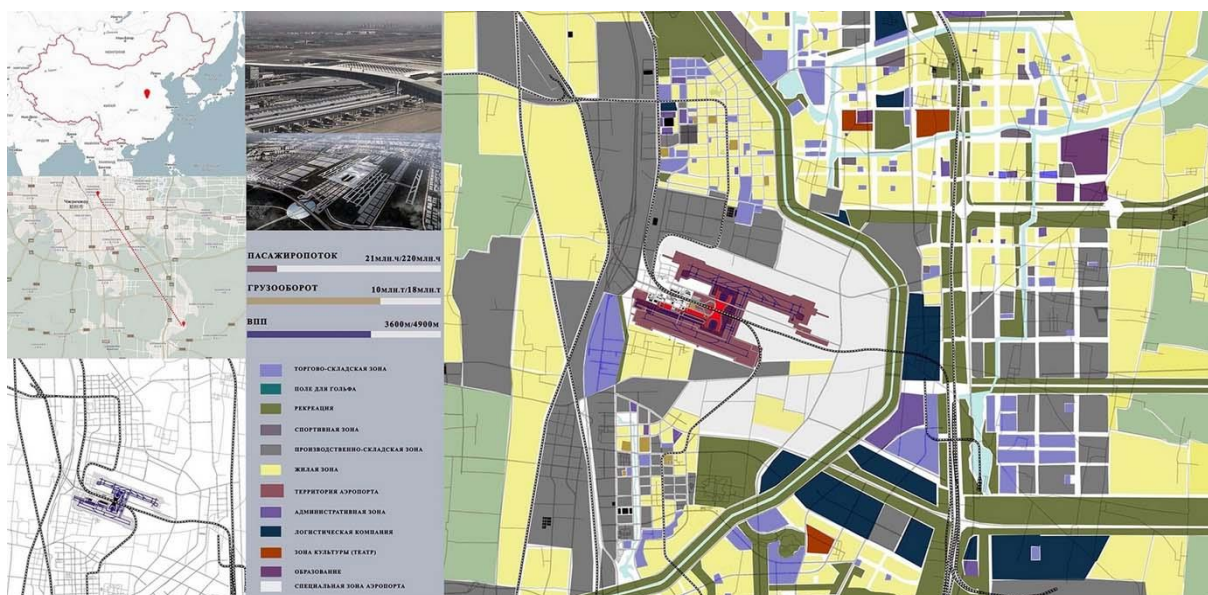 ПАСАЖИРОПОТОК 21МЛН.Ч/220МЛН.Ч
ГРУЗООБОРОТ 10МЛН.Т/18МЛН.Т
ВПП 3600М/4900М
ТОРГОВО-СКЛАДСКАЯ ЗОНА
ПОЛЕ ДЛЯ ГОЛЬФА
РЕКРЕАЦИЯ
СПОРТИВНАЯ ЗОНА
ПРОИЗВОДСТВЕННО-СКЛАДСКАЯ ЗОНА
ЖИЛАЯ ЗОНА
ТЕРРИТОРИЯ АЭРОПОРТА
АДМИНИСТРАТИВНАЯ ЗОНА
ЛОГИСТИЧЕСКАЯ КОМПАНИЯ
ЗОНА КУЛЬТУРЫ (ТЕАТР)
ОБРАЗОВАНИЕ
СПЕЦИАЛЬНАЯ ЗОНА АЭРОПОРТА